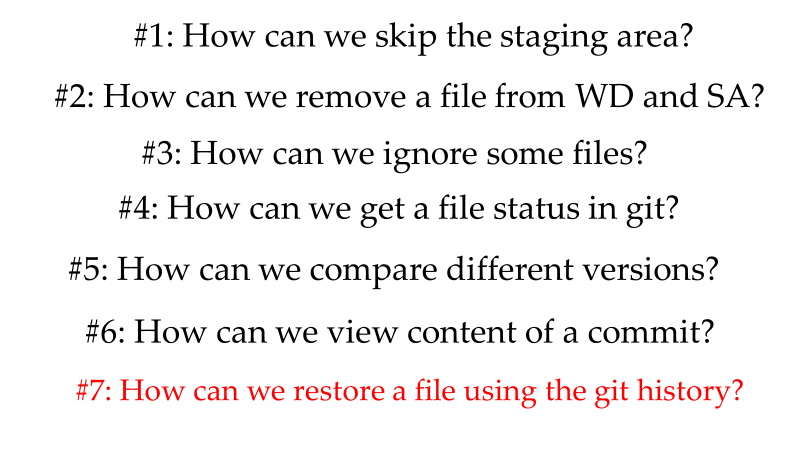 #1: How can we skip the staging area?
#2: How can we remove a file from WD and SA?
#3: How can we ignore some files?
#4: How can we get a file status in git?
#5: How can we compare different versions?
#6: How can we view content of a commit?
#7: How can we restore a file using the git history?